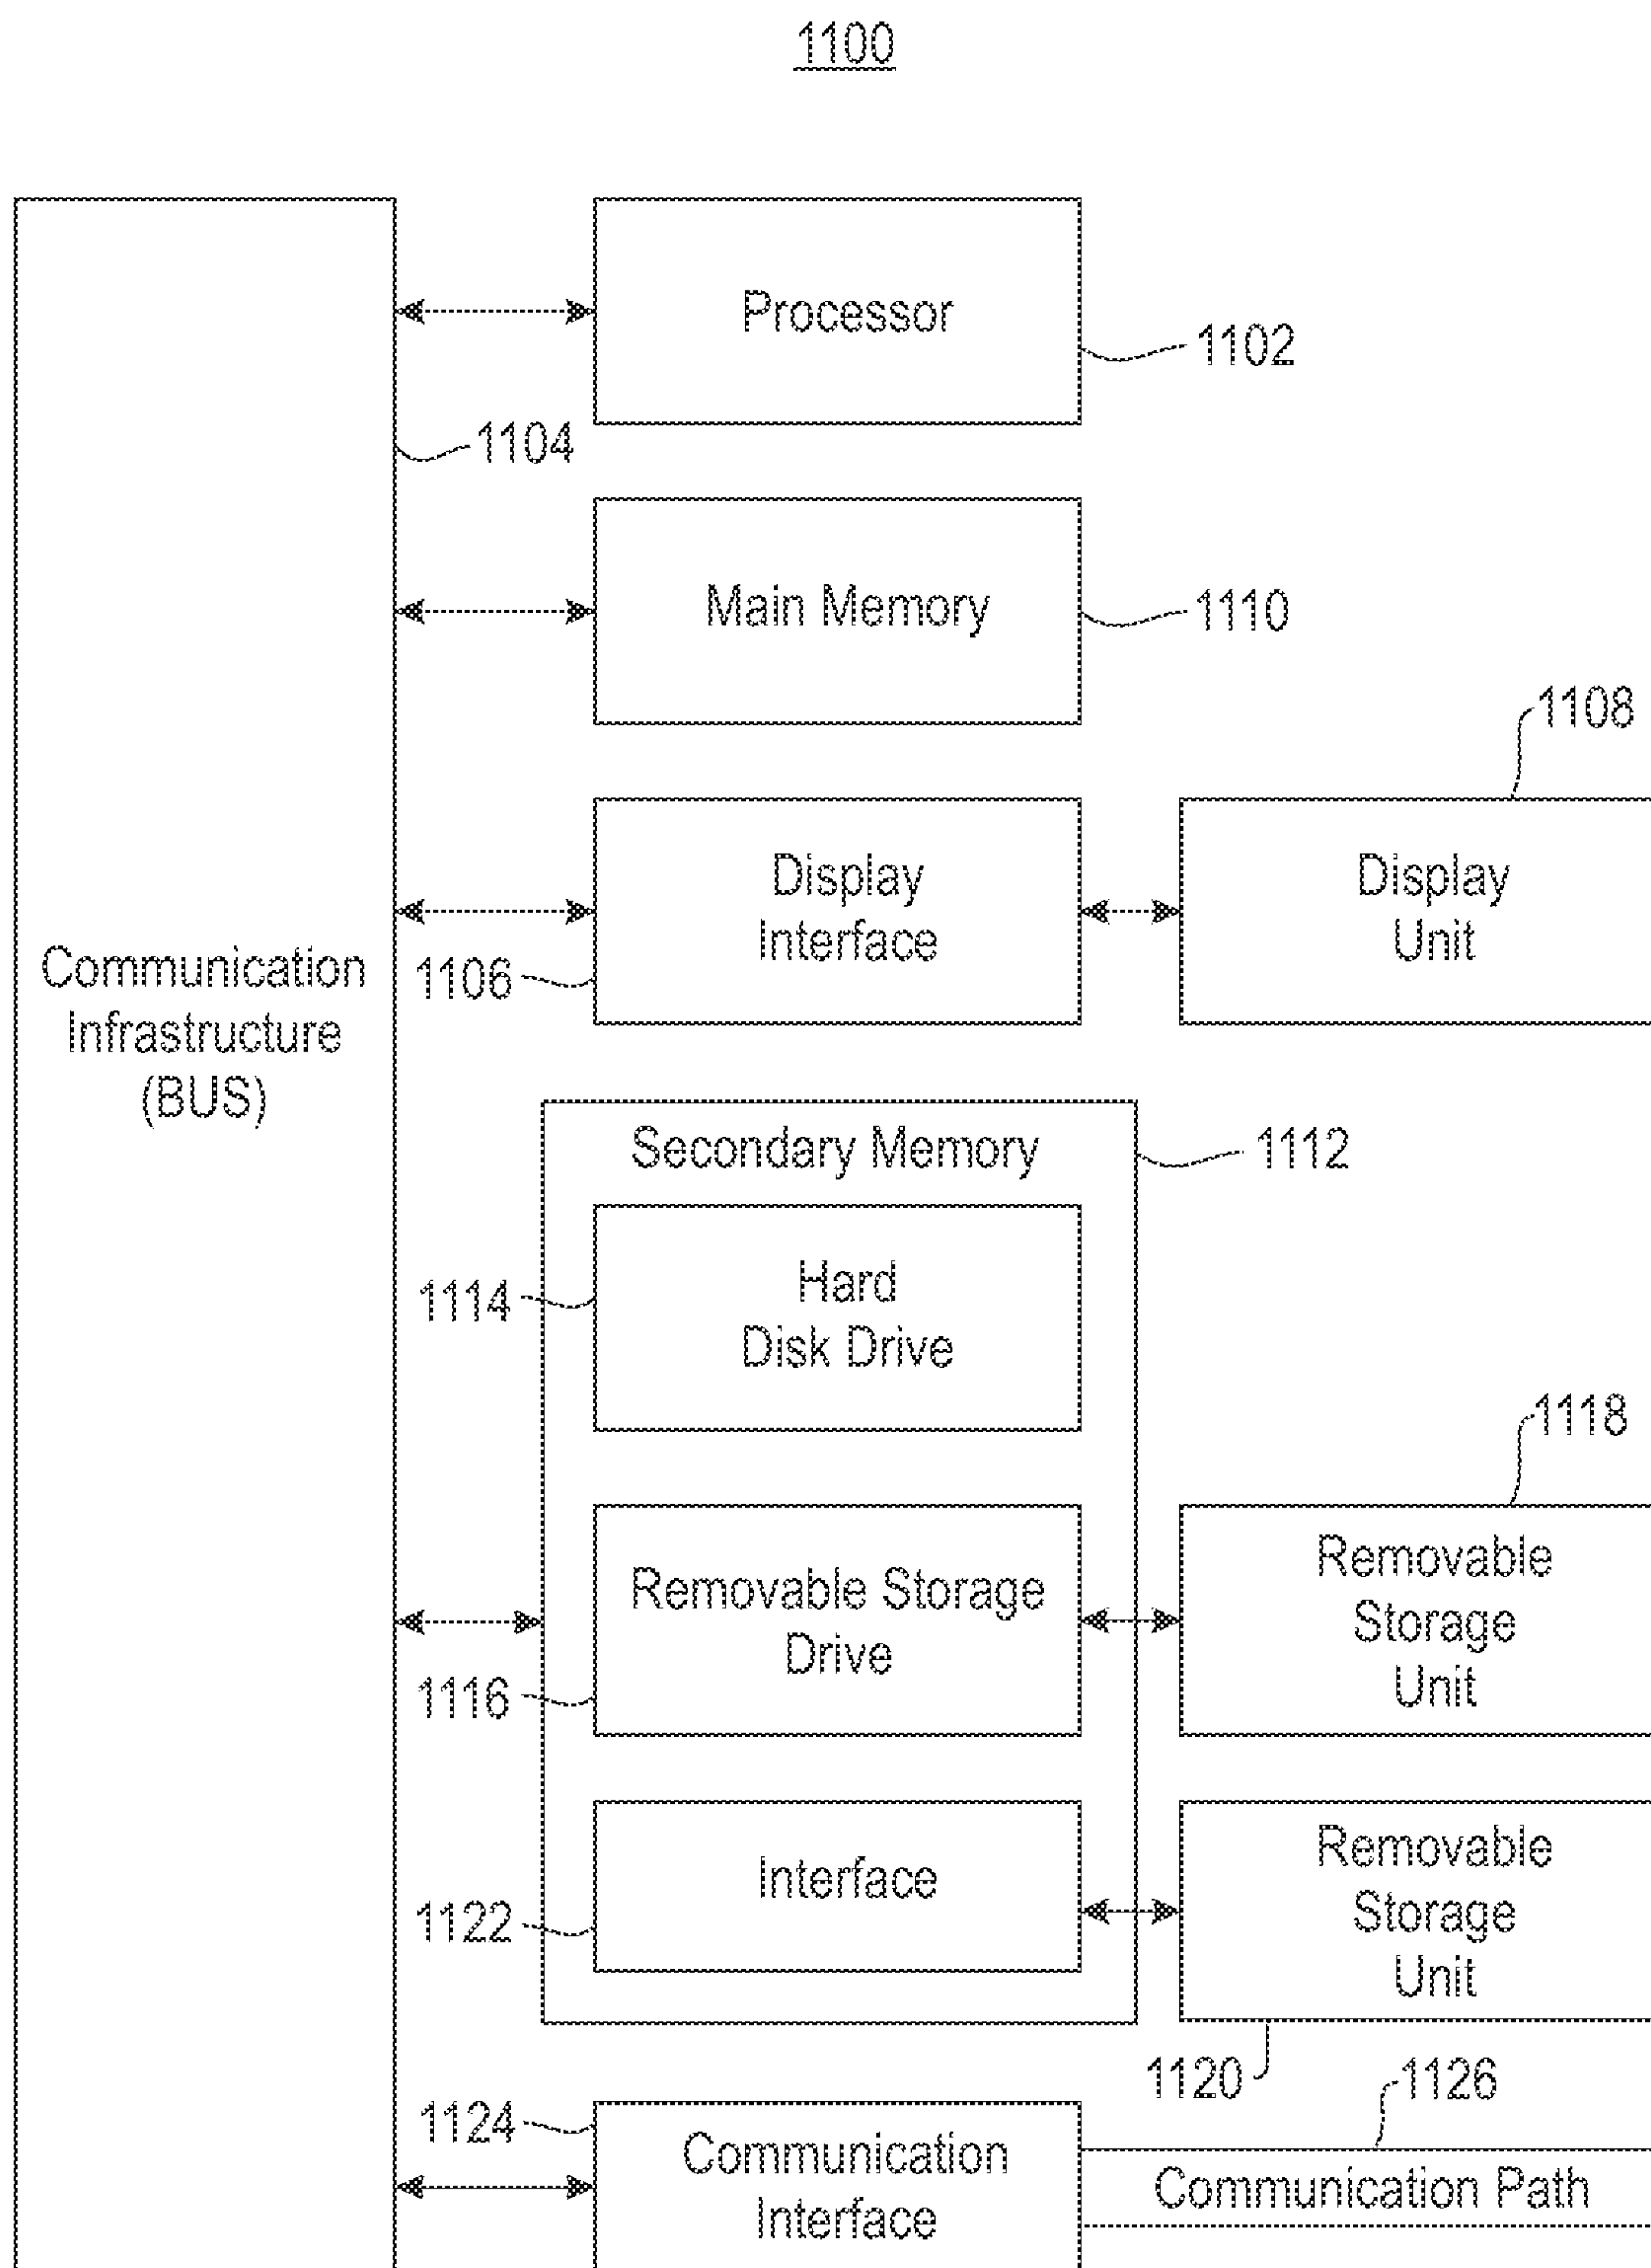 1100
Processor
1102
1104
Main Memory
1110
1108
Display
Interface
Display
Unit
1106
Communication
Infrastructure
(BUS)
Secondary Memory
1112
Hard
Disk Drive
1114
1118
Removable Storage
Drive
Removable
Storage
Unit
1116
Interface
Removable
Storage
Unit
1122
1120
1126
1124
Communication
Interface
Communication Path